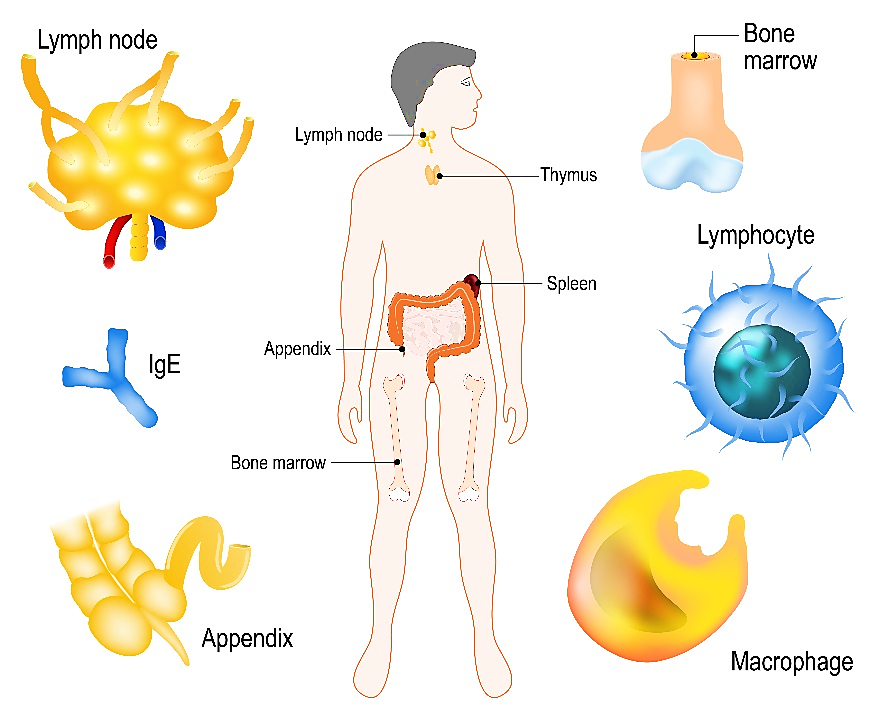 Lymph node
Bone
marrow
Lymph node
Thymus
Lymphocyte
Spleen
Appendix
IgE
Bone marrow
Appendix
Macrophage